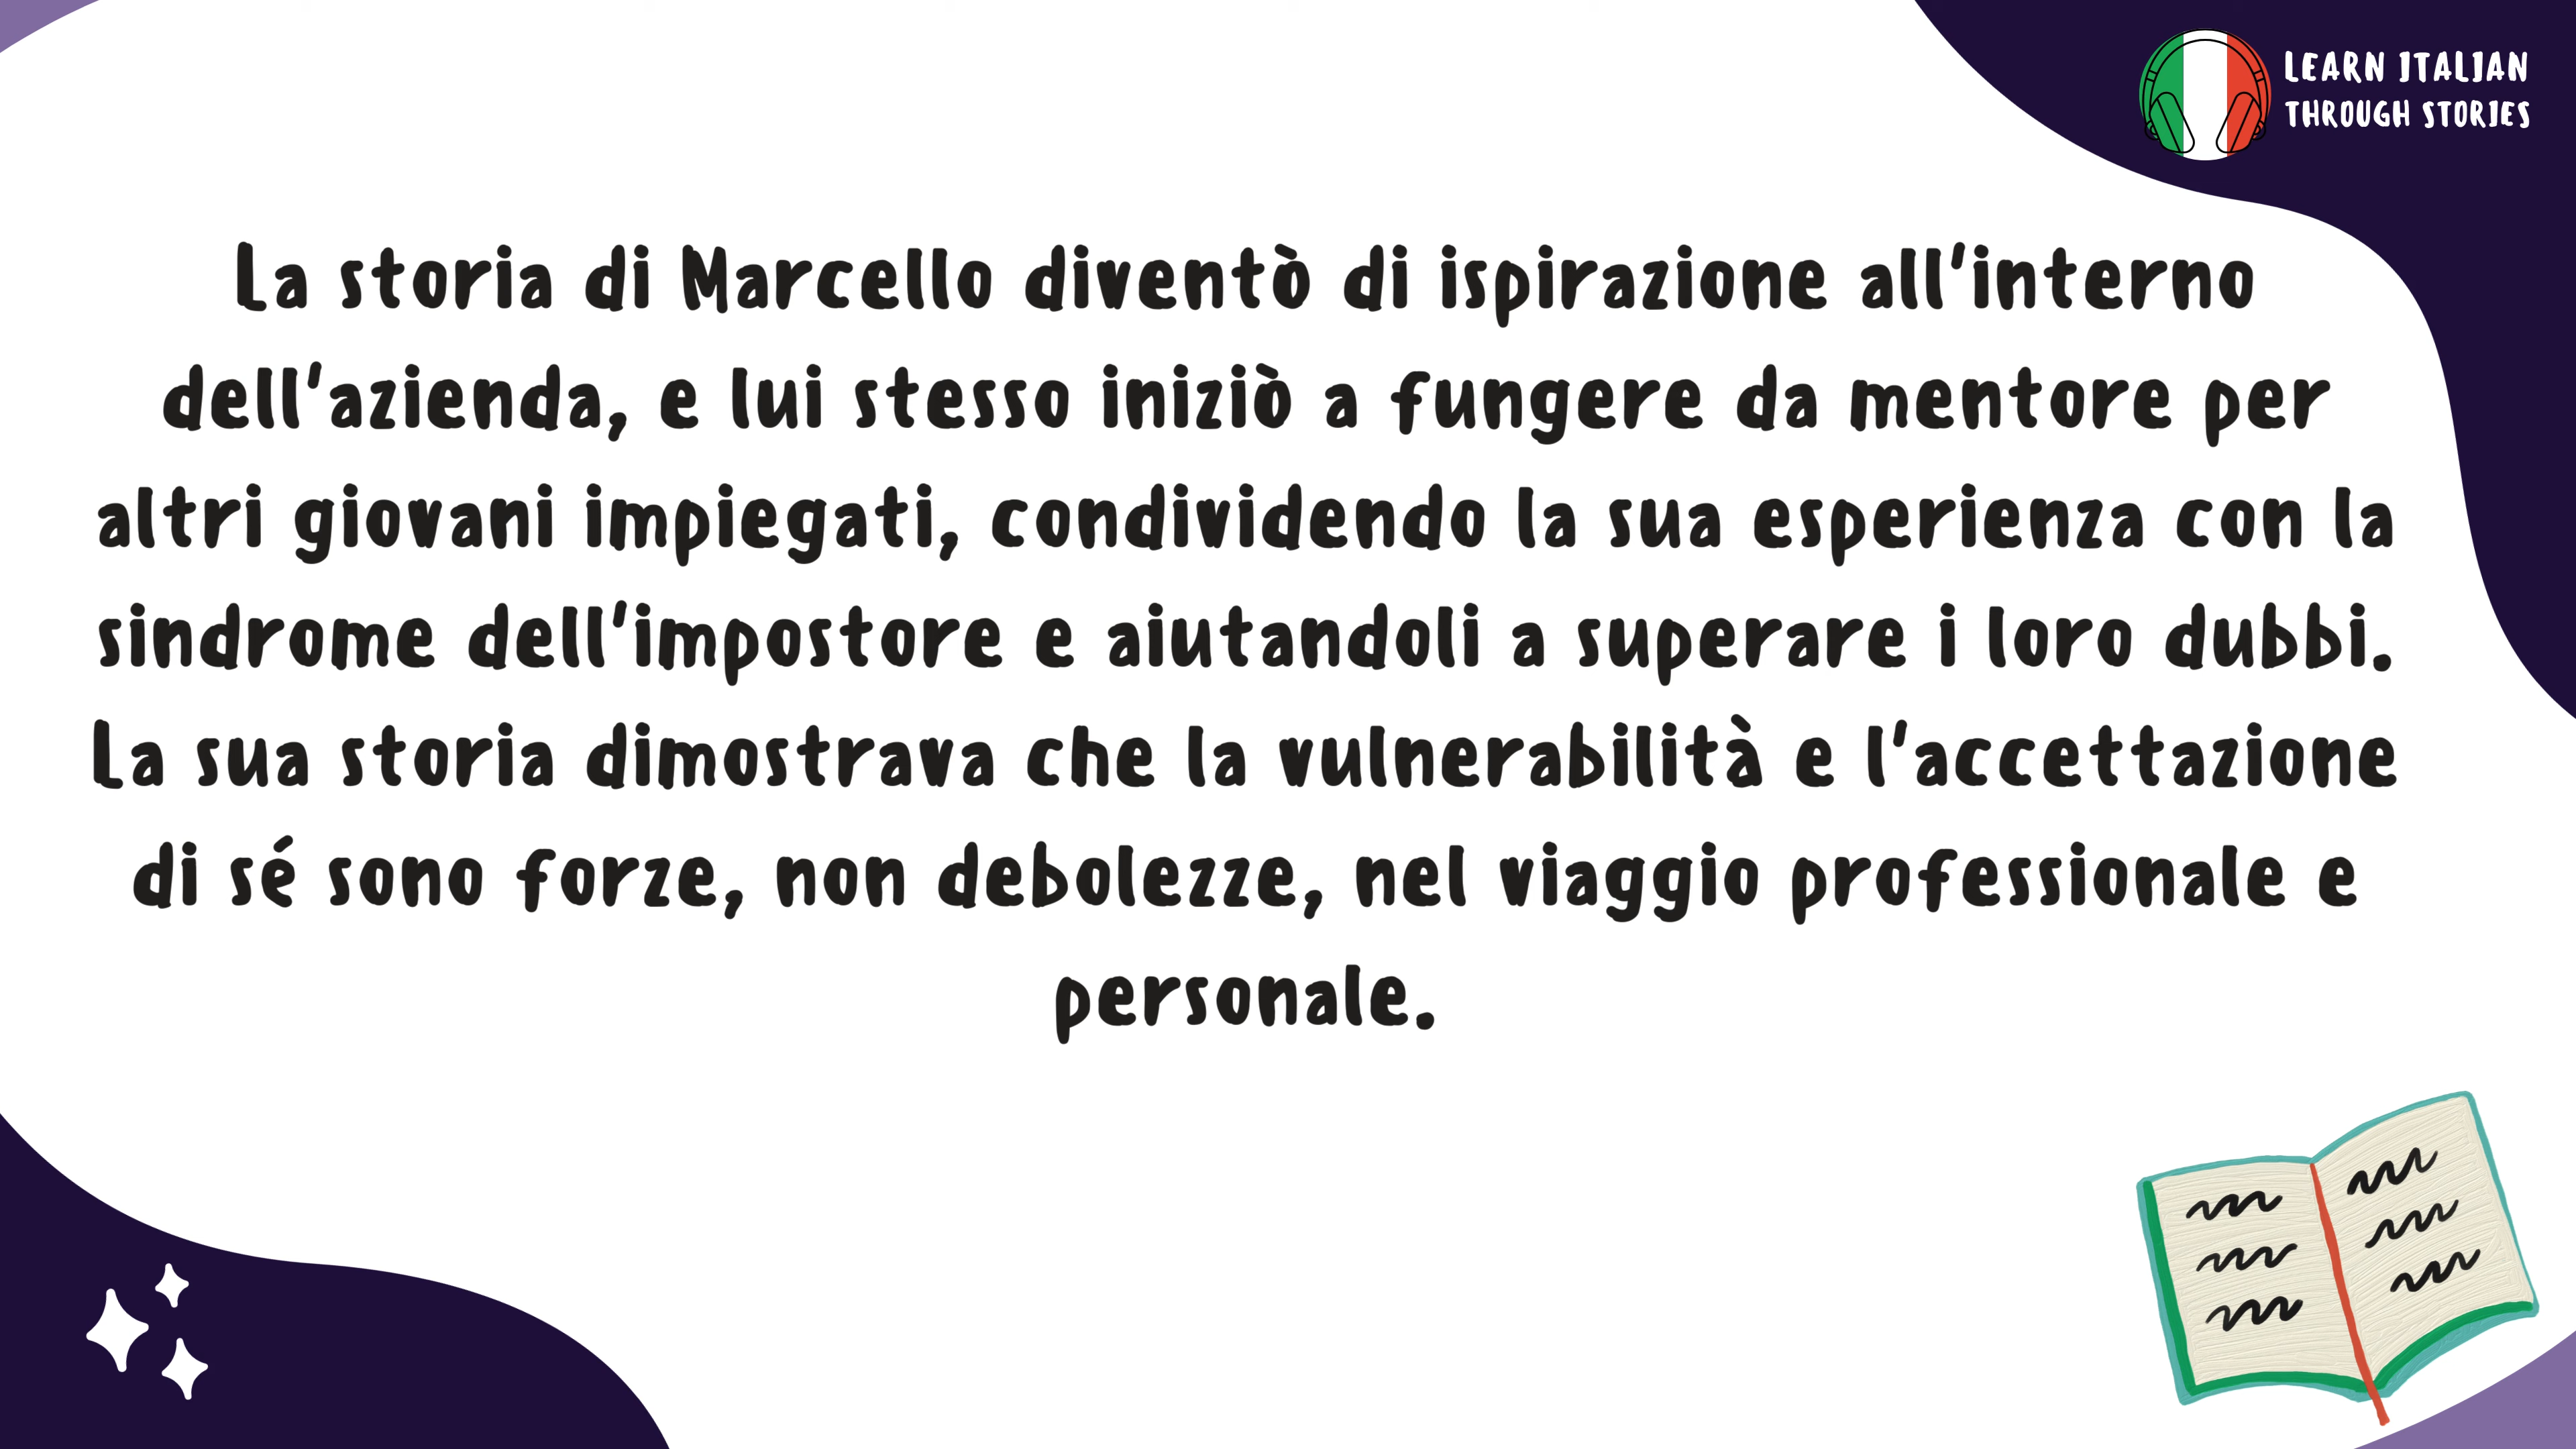 LEARN ITALIAN
THROUGH STORIES
La storia di Marcello diventò di ispirazione all'interno
dell'azienda, e lui stesso iniziò a fungere da mentore per
altri giovani impiegati, condividendo la sua esperienza con la
sindrome dell'impostore e aiutandoli a superare i loro dubbi.
La sua storia dimostrava che la vulnerabilità e l'accettazione
di sé sono forze, non debolezze, nel viaggio professionale e
personale.